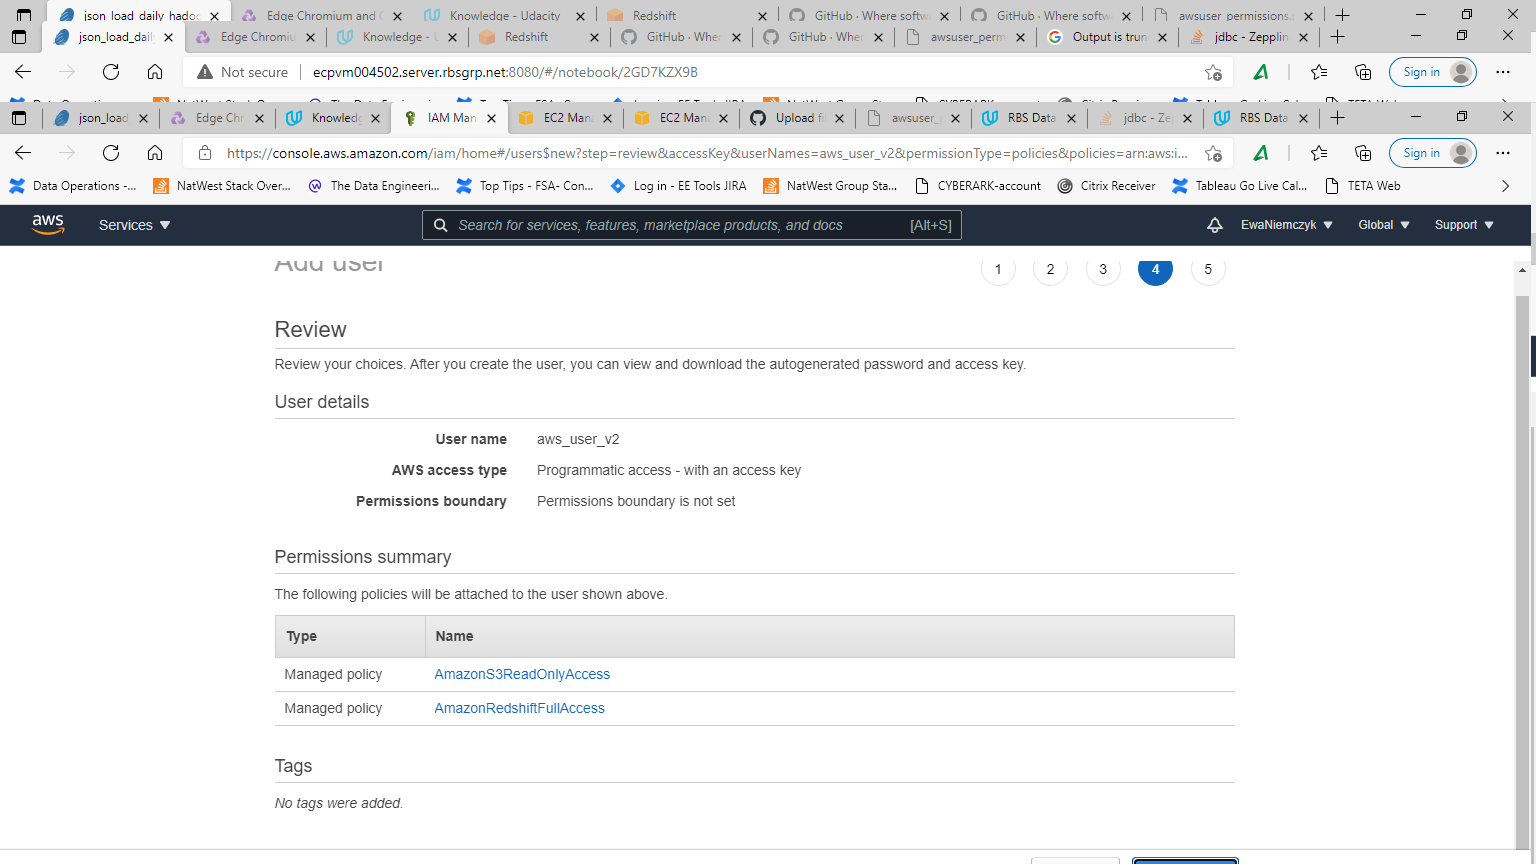 json_load_daily_hadoc
Edge Chromium and C
Knowledge - Udacity
Redshift
GitHub · Where softw
GitHub · Where softw
awsuser_permissions.
json_load_daily
Edge Chromiu
Knowledge - U
Redshift
GitHub · Wher
GitHub · Wher
awsuser_perm
Output is trun
jdbc - Zepplin
Not secure
ecpvm004502.server.rbsgrp.net:8080/#/notebook/2GD7KZX9B
Sign in
json_load
Edge Chr
Knowledg
IAM Man
EC2 Mana
EC2 Mana
Upload fi
awsuser_
RBS Data
jdbc - Zep
RBS Data
https://console.aws.amazon.com/iam/home#/users$new?step=review&accessKey&userNames=aws_user_v2&permissionType=policies&policies=arn:aws:i...
Sign in
Data Operations -...
NatWest Stack Over...
The Data Engineeri...
Top Tips - FSA- Con...
Log in - EE Tools JIRA
NatWest Group Sta...
CYBERARK-account
Citrix Receiver
Tableau Go Live Cal...
TETA Web
aws
Services
Search for services, features, marketplace products, and docs
[Alt+S]
EwaNiemczyk
Global
Support
Add user
1
2
3
4
5
Review
Review your choices. After you create the user, you can view and download the autogenerated password and access key.
User details
User name aws_user_v2
AWS access type Programmatic access - with an access key
Permissions boundary Permissions boundary is not set
Permissions summary
The following policies will be attached to the user shown above.
Type Name
Managed policy AmazonS3ReadOnlyAccess
Managed policy AmazonRedshiftFullAccess
Tags
No tags were added.